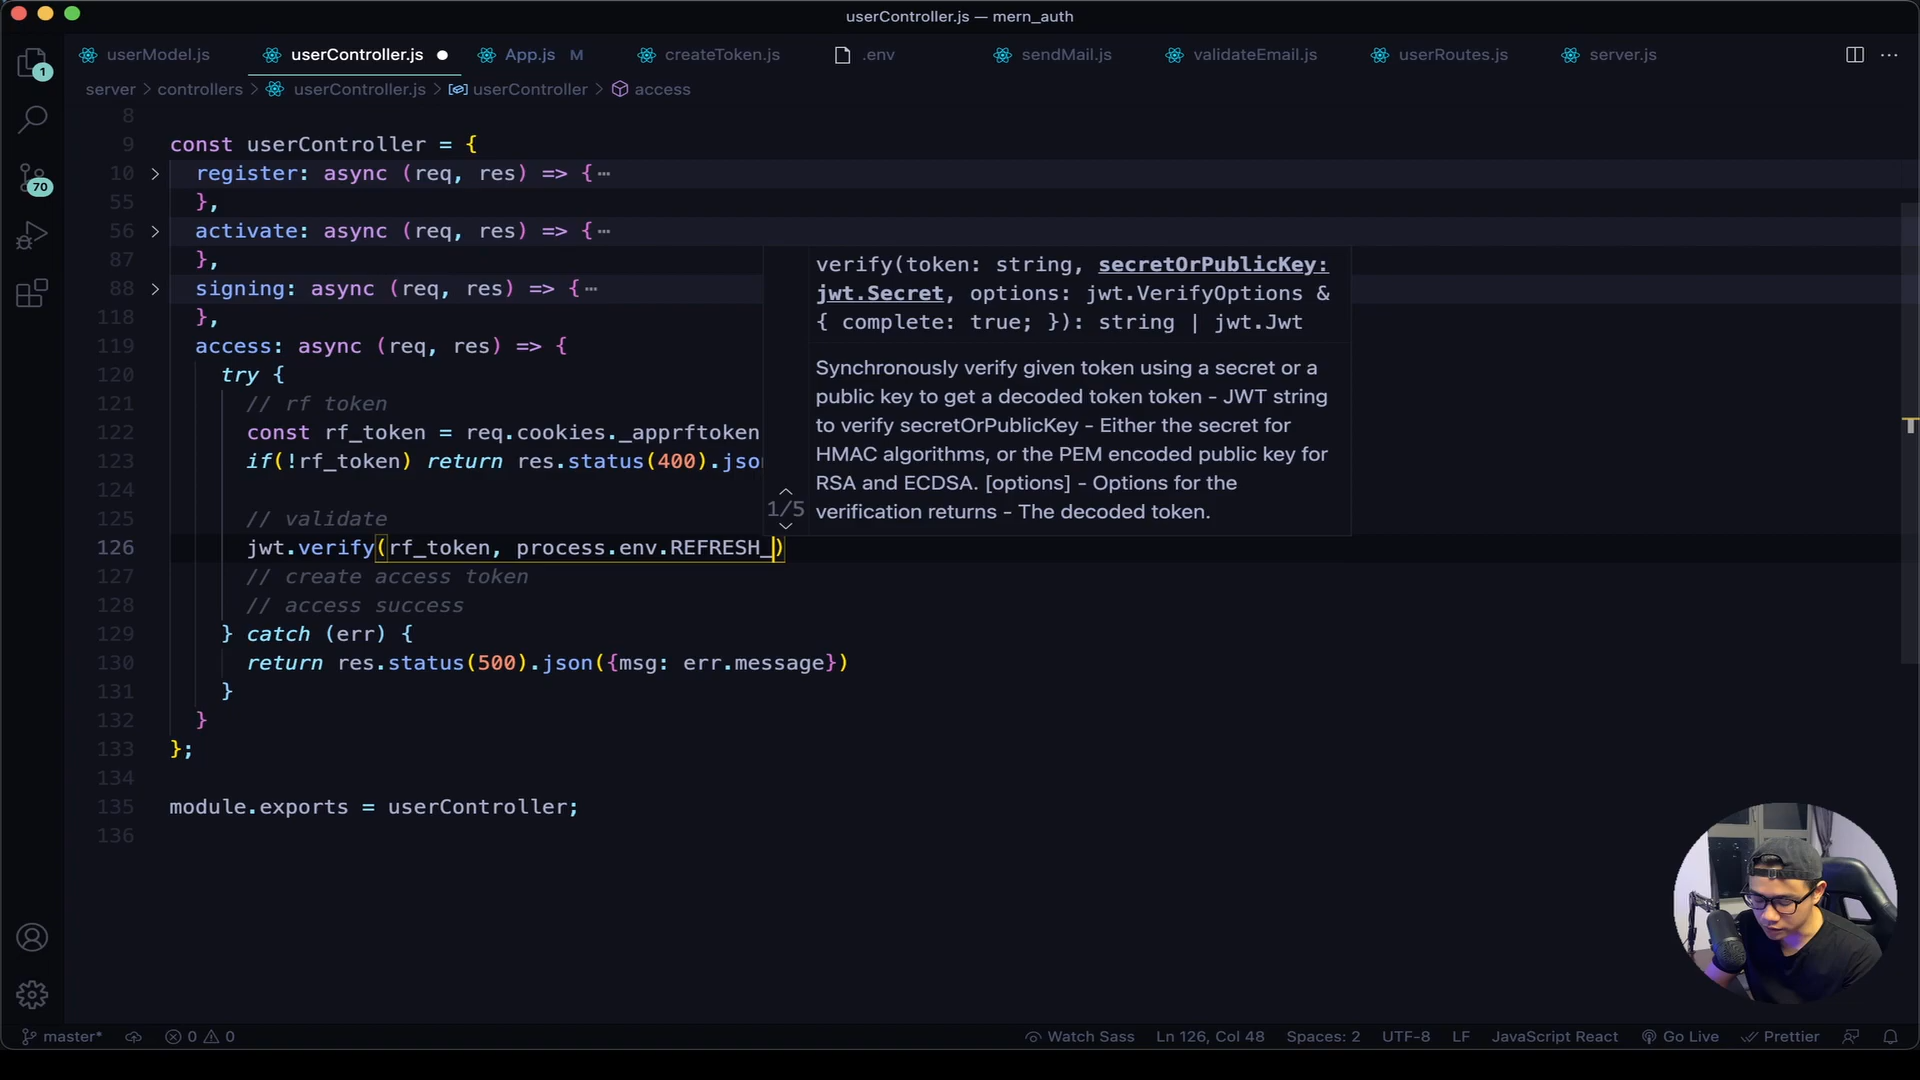 userController.js — mern_auth
userModel.js userController.js App.js M createToken.js .env sendMail.js validateEmail.js userRoutes.js server.js
server > controllers > userController.js > userController > access
8
9 const userController = {
10 register: async (req, res) => {
55 },
56 activate: async (req, res) => {
87 },
88 signing: async (req, res) => {
118 },
119 access: async (req, res) => {
120 try {
121 // rf token
122 const rf_token = req.cookies._apprftoken
123 if(!rf_token) return res.status(400).jso
124
125 // validate
126 jwt.verify(rf_token, process.env.REFRESH_)
127 // create access token
128 // access success
129 } catch (err) {
130 return res.status(500).json({msg: err.message})
131 }
132 }
133 };
134
135 module.exports = userController;
136
verify(token: string, secretOrPublicKey:
jwt.Secret, options: jwt.VerifyOptions &
{ complete: true; }): string | jwt.Jwt
Synchronously verify given token using a secret or a
public key to get a decoded token token - JWT string
to verify secretOrPublicKey - Either the secret for
HMAC algorithms, or the PEM encoded public key for
RSA and ECDSA. [options] - Options for the
verification returns - The decoded token.
1/5
1
70
master* 0 0 Watch Sass Ln 126, Col 48 Spaces: 2 UTF-8 LF JavaScript React Go Live Prettier